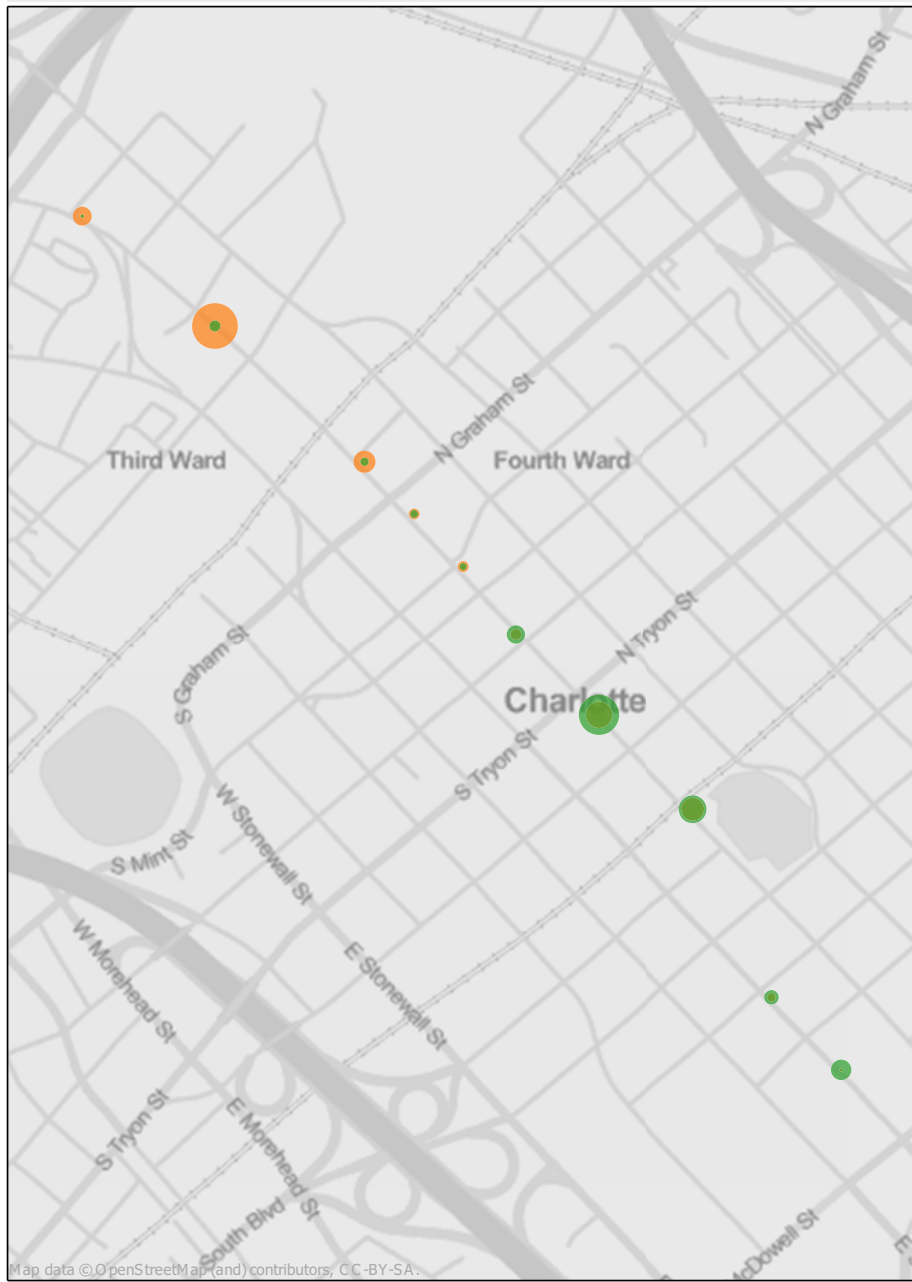 N Graham St
N Graham St
Third Ward
Fourth Ward
N Tryon St
S Graham St
Charlotte
S Tryon St
W Stonewall St
S Mint St
W Morehead St
E Stonewall St
S Tryon St
E Morehead St
South Blvd
McDowell St
Map data © OpenStreetMap (and) contributors, CC-BY-SA.